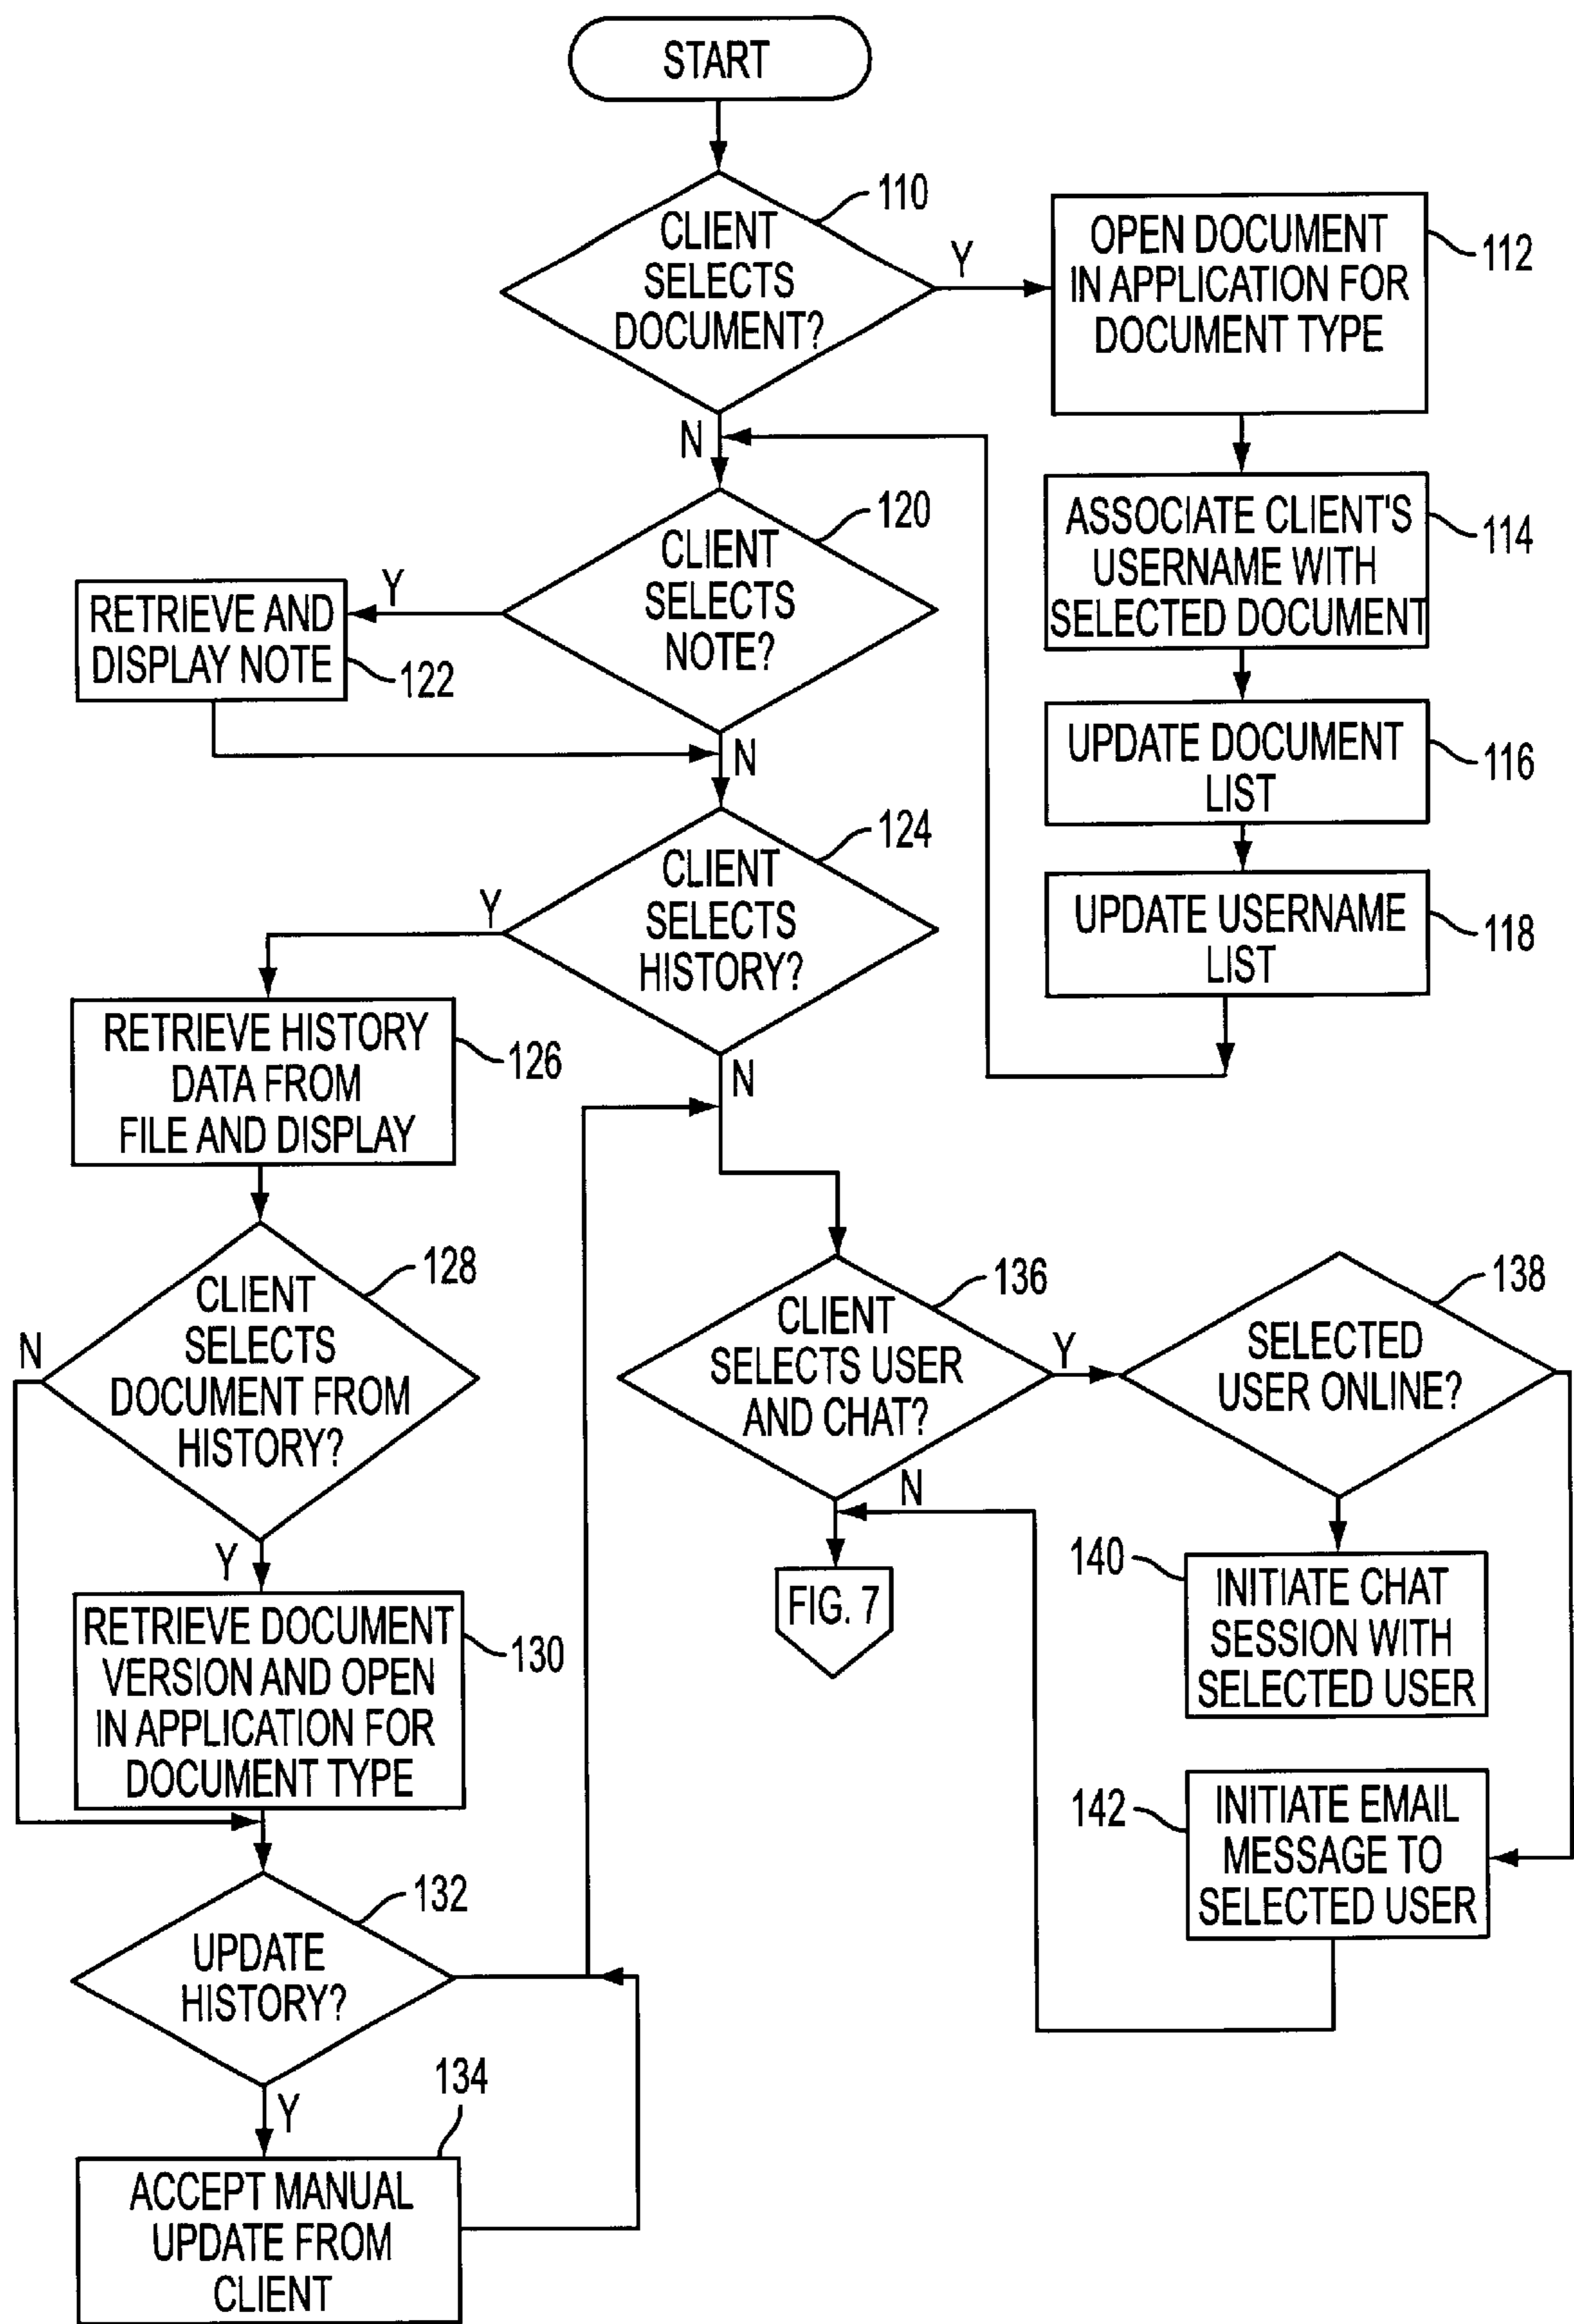 START
CLIENT
SELECTS
DOCUMENT?
110
Y
N
OPEN DOCUMENT
IN APPLICATION FOR
DOCUMENT TYPE
112
ASSOCIATE CLIENT'S
USERNAME WITH
SELECTED DOCUMENT
114
UPDATE DOCUMENT
LIST
116
UPDATE USERNAME
LIST
118
CLIENT
SELECTS
NOTE?
120
Y
N
RETRIEVE AND
DISPLAY NOTE
122
CLIENT
SELECTS
HISTORY?
124
Y
N
RETRIEVE HISTORY
DATA FROM
FILE AND DISPLAY
126
CLIENT
SELECTS
DOCUMENT FROM
HISTORY?
128
N
Y
RETRIEVE DOCUMENT
VERSION AND OPEN
IN APPLICATION FOR
DOCUMENT TYPE
130
UPDATE
HISTORY?
132
Y
ACCEPT MANUAL
UPDATE FROM
CLIENT
134
CLIENT
SELECTS USER
AND CHAT?
136
Y
N
FIG. 7
SELECTED
USER ONLINE?
138
INITIATE CHAT
SESSION WITH
SELECTED USER
140
INITIATE EMAIL
MESSAGE TO
SELECTED USER
142